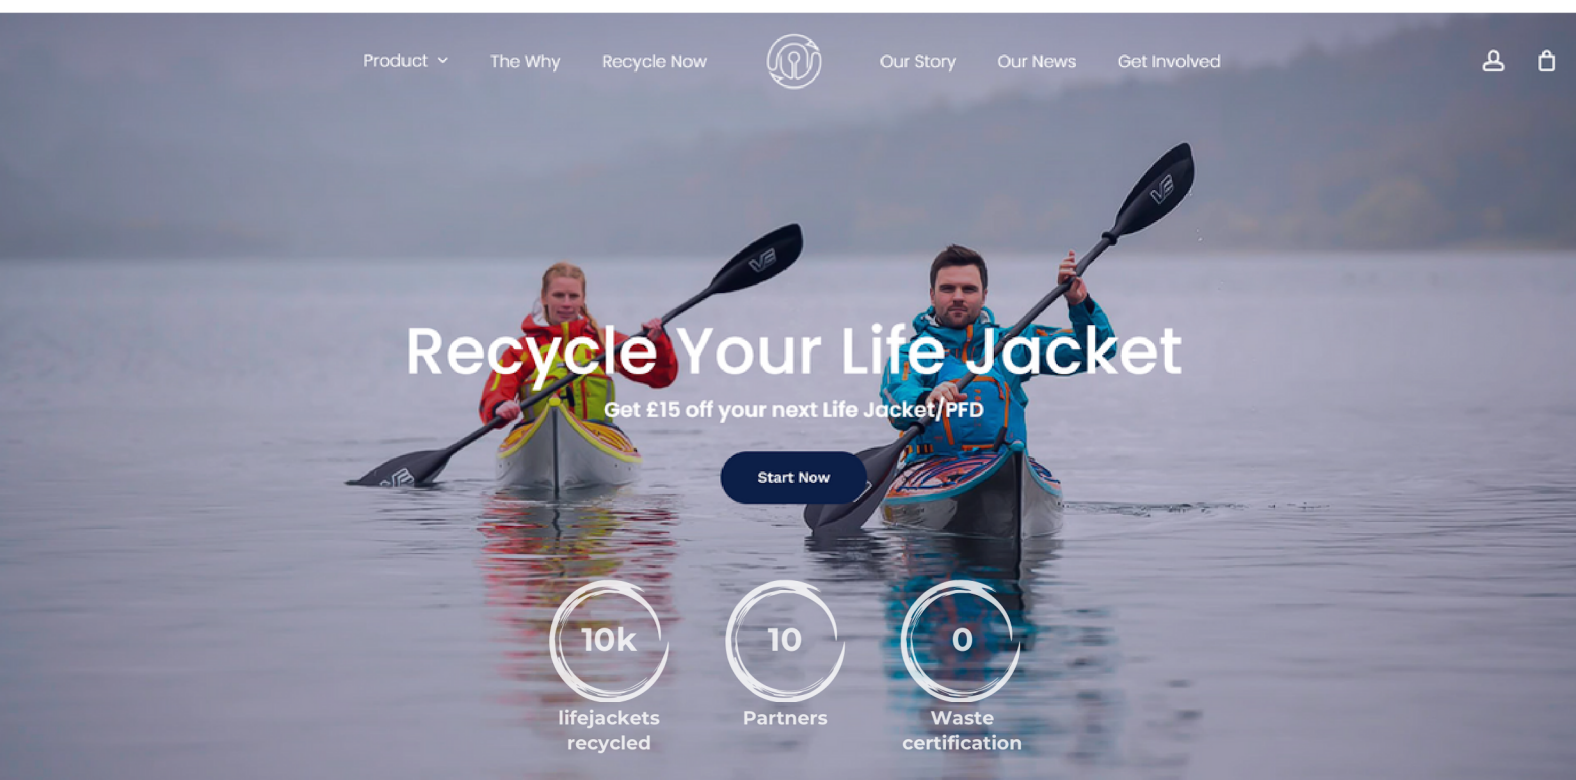 Product
The Why
Recycle Now
Our Story
Our News
Get Involved
Recycle Your Life Jacket
Get £15 off your next Life Jacket/PFD
Start Now
10k
lifejackets
recycled
10
Partners
0
Waste
certification